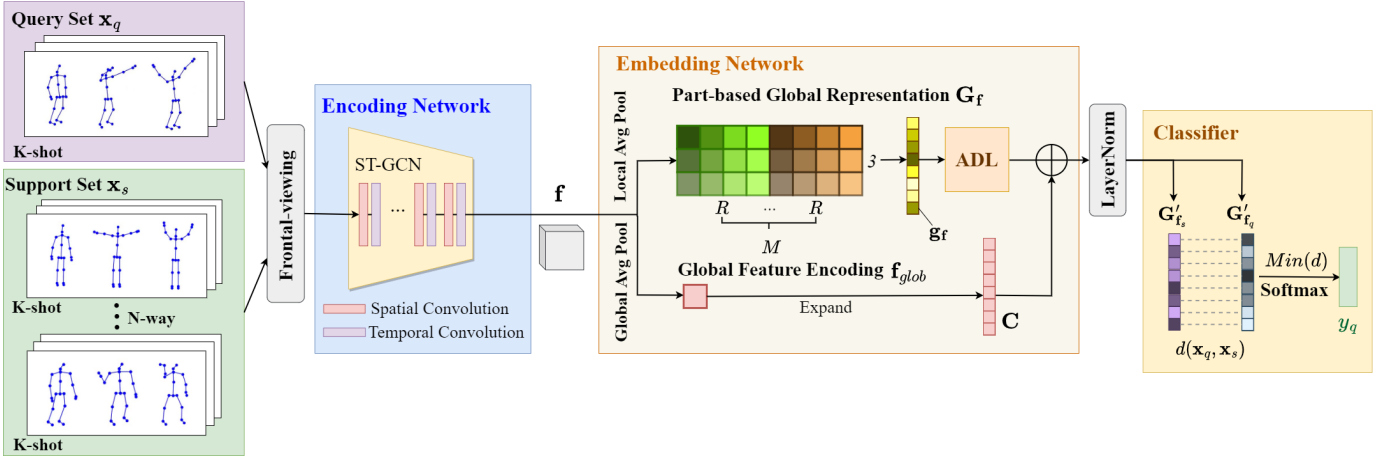 Query Set x_q
K-shot
Support Set x_s
K-shot
N-way
K-shot
Frontal-viewing
Encoding Network
ST-GCN
...
Spatial Convolution
Temporal Convolution
f
Embedding Network
Local Avg Pool
Global Avg Pool
Part-based Global Representation G_f
R ... R
M
3
g_f
ADL
Global Feature Encoding f_glob
Expand
C
LayerNorm
Classifier
G'_{f_s} G'_{f_q}
Min(d)
Softmax
y_q
d(x_q, x_s)